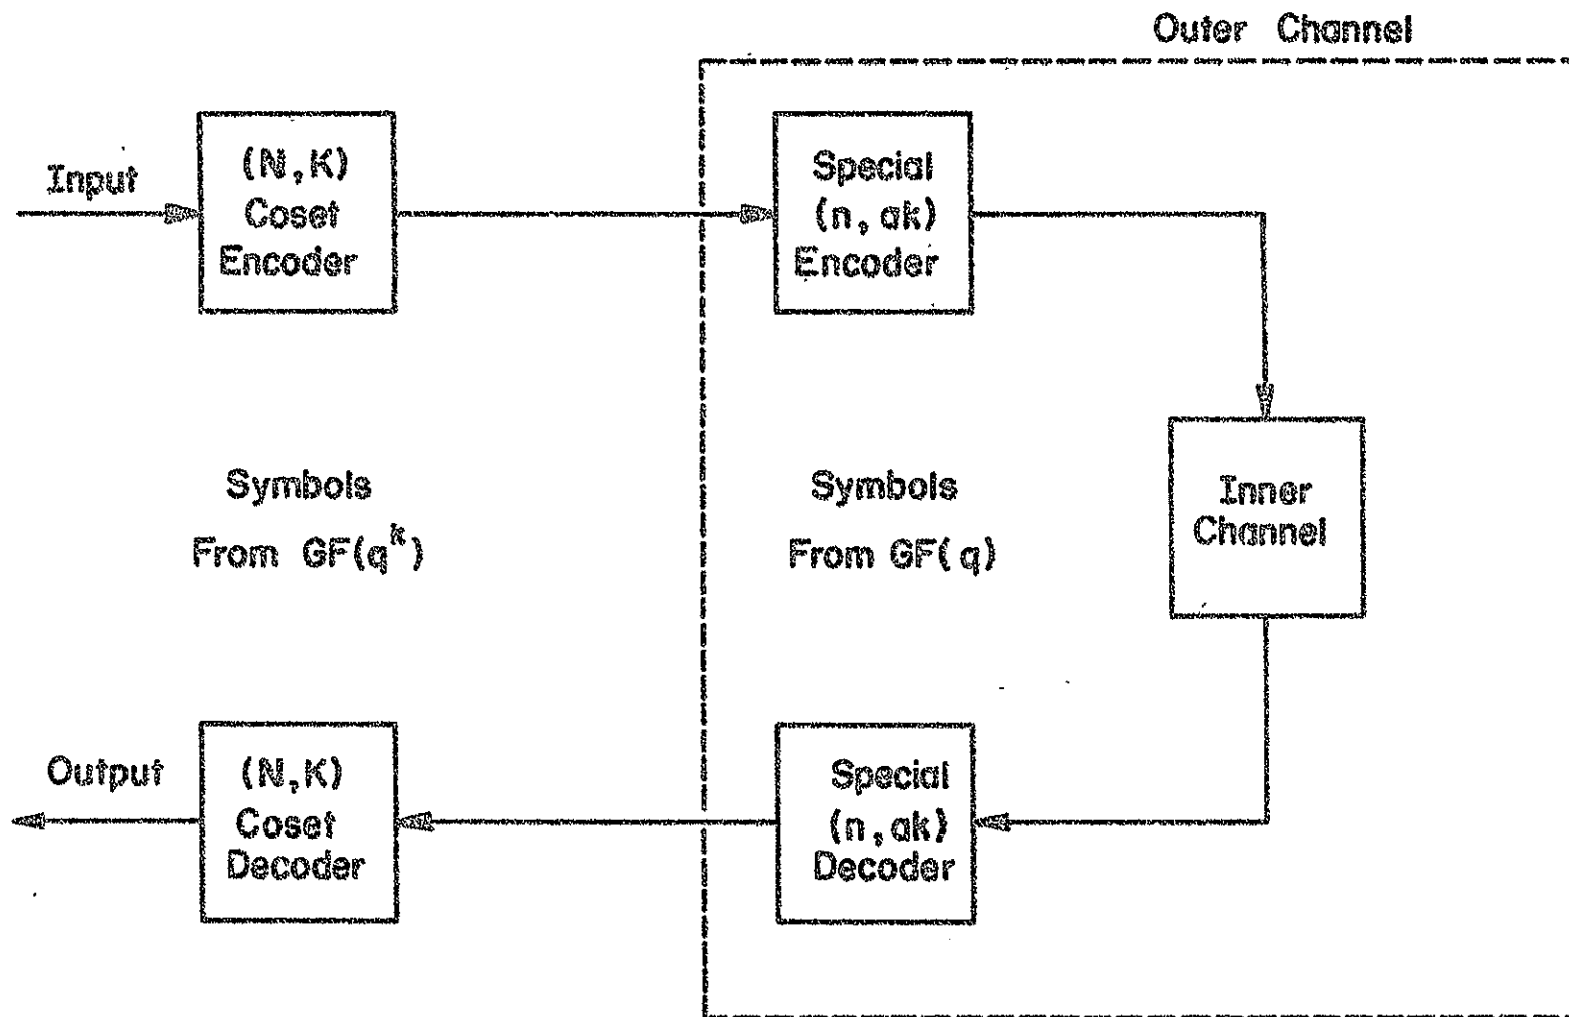 Outer Channel
Input
(N,K)
Coset
Encoder
Special
(n,ak)
Encoder
Symbols
From GF(q^k)
Symbols
From GF(q)
Inner
Channel
Output
(N,K)
Coset
Decoder
Special
(n,ak)
Decoder